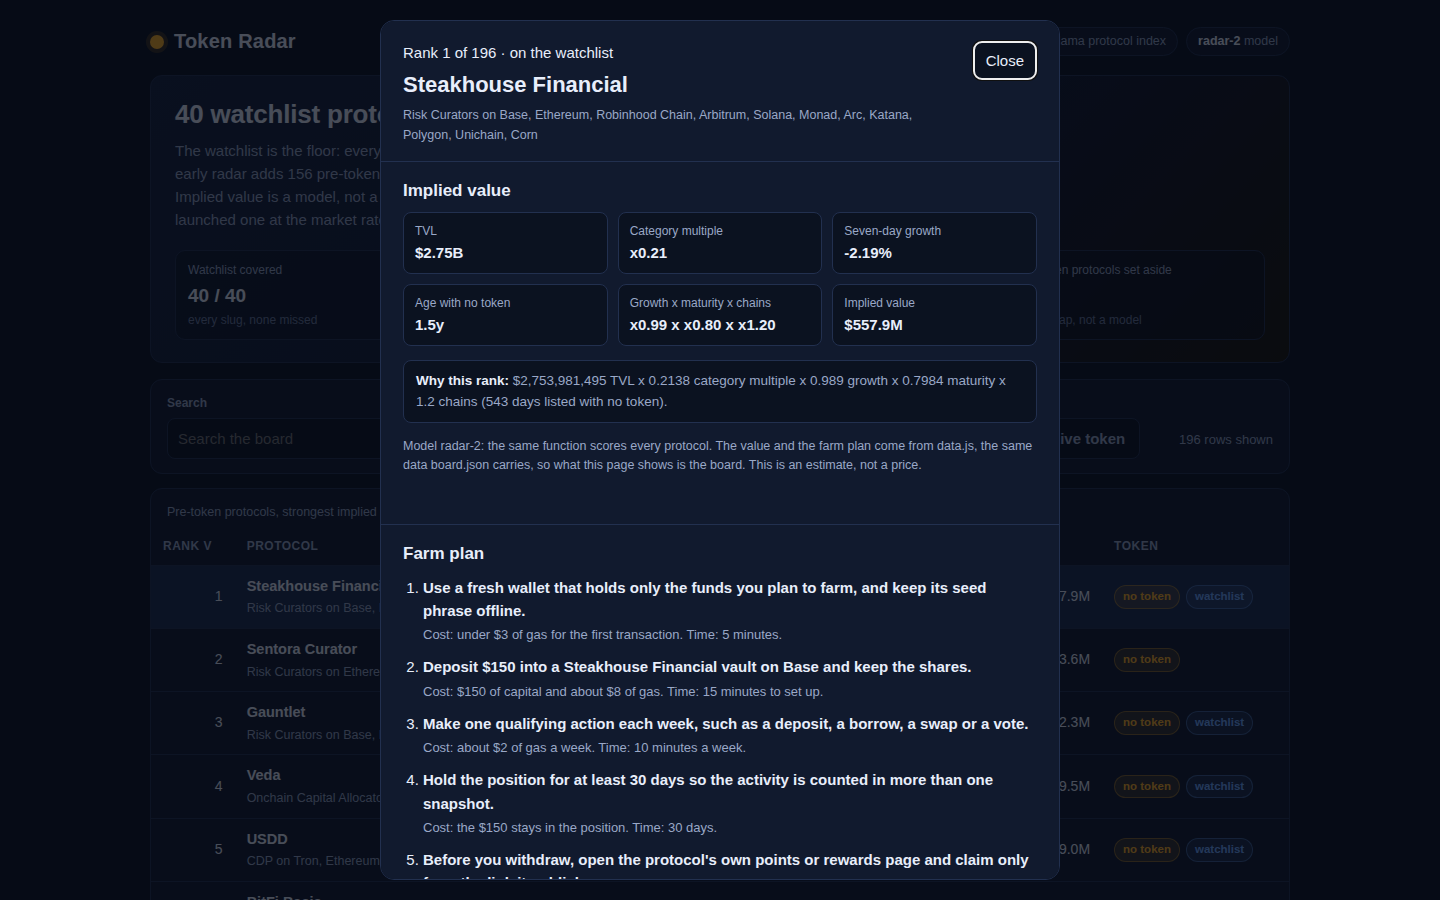 Token Radar
ama protocol index
radar-2 model
40 watchlist prot
The watchlist is the floor: every
early radar adds 156 pre-token
Implied value is a model, not a
launched one at the market rat
Watchlist covered
40 / 40
every slug, none missed
en protocols set aside
ap, not a model
Search
Search the board
ive token
196 rows shown
Pre-token protocols, strongest implied
RANK V
PROTOCOL
TOKEN
1
Steakhouse Financi
Risk Curators on Base,
7.9M
no token
watchlist
2
Sentora Curator
Risk Curators on Ethere
3.6M
no token
3
Gauntlet
Risk Curators on Base,
2.3M
no token
watchlist
4
Veda
Onchain Capital Allocato
9.5M
no token
watchlist
5
USDD
CDP on Tron, Ethereum
9.0M
no token
watchlist
Rank 1 of 196 · on the watchlist
Close
Steakhouse Financial
Risk Curators on Base, Ethereum, Robinhood Chain, Arbitrum, Solana, Monad, Arc, Katana,
Polygon, Unichain, Corn
Implied value
TVL
$2.75B
Category multiple
x0.21
Seven-day growth
-2.19%
Age with no token
1.5y
Growth x maturity x chains
x0.99 x x0.80 x x1.20
Implied value
$557.9M
Why this rank: $2,753,981,495 TVL x 0.2138 category multiple x 0.989 growth x 0.7984 maturity x
1.2 chains (543 days listed with no token).
Model radar-2: the same function scores every protocol. The value and the farm plan come from data.js, the same
data board.json carries, so what this page shows is the board. This is an estimate, not a price.
Farm plan
1. Use a fresh wallet that holds only the funds you plan to farm, and keep its seed
phrase offline.
Cost: under $3 of gas for the first transaction. Time: 5 minutes.
2. Deposit $150 into a Steakhouse Financial vault on Base and keep the shares.
Cost: $150 of capital and about $8 of gas. Time: 15 minutes to set up.
3. Make one qualifying action each week, such as a deposit, a borrow, a swap or a vote.
Cost: about $2 of gas a week. Time: 10 minutes a week.
4. Hold the position for at least 30 days so the activity is counted in more than one
snapshot.
Cost: the $150 stays in the position. Time: 30 days.
5. Before you withdraw, open the protocol's own points or rewards page and claim only